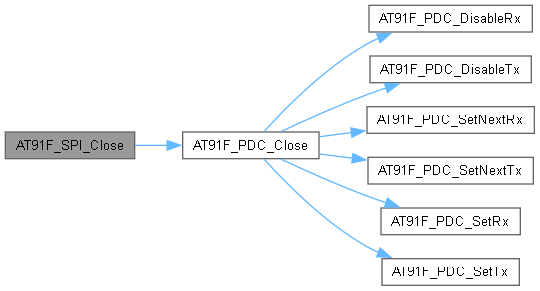 AT91F_SPI_Close
AT91F_PDC_Close
AT91F_PDC_DisableRx
AT91F_PDC_DisableTx
AT91F_PDC_SetNextRx
AT91F_PDC_SetNextTx
AT91F_PDC_SetRx
AT91F_PDC_SetTx